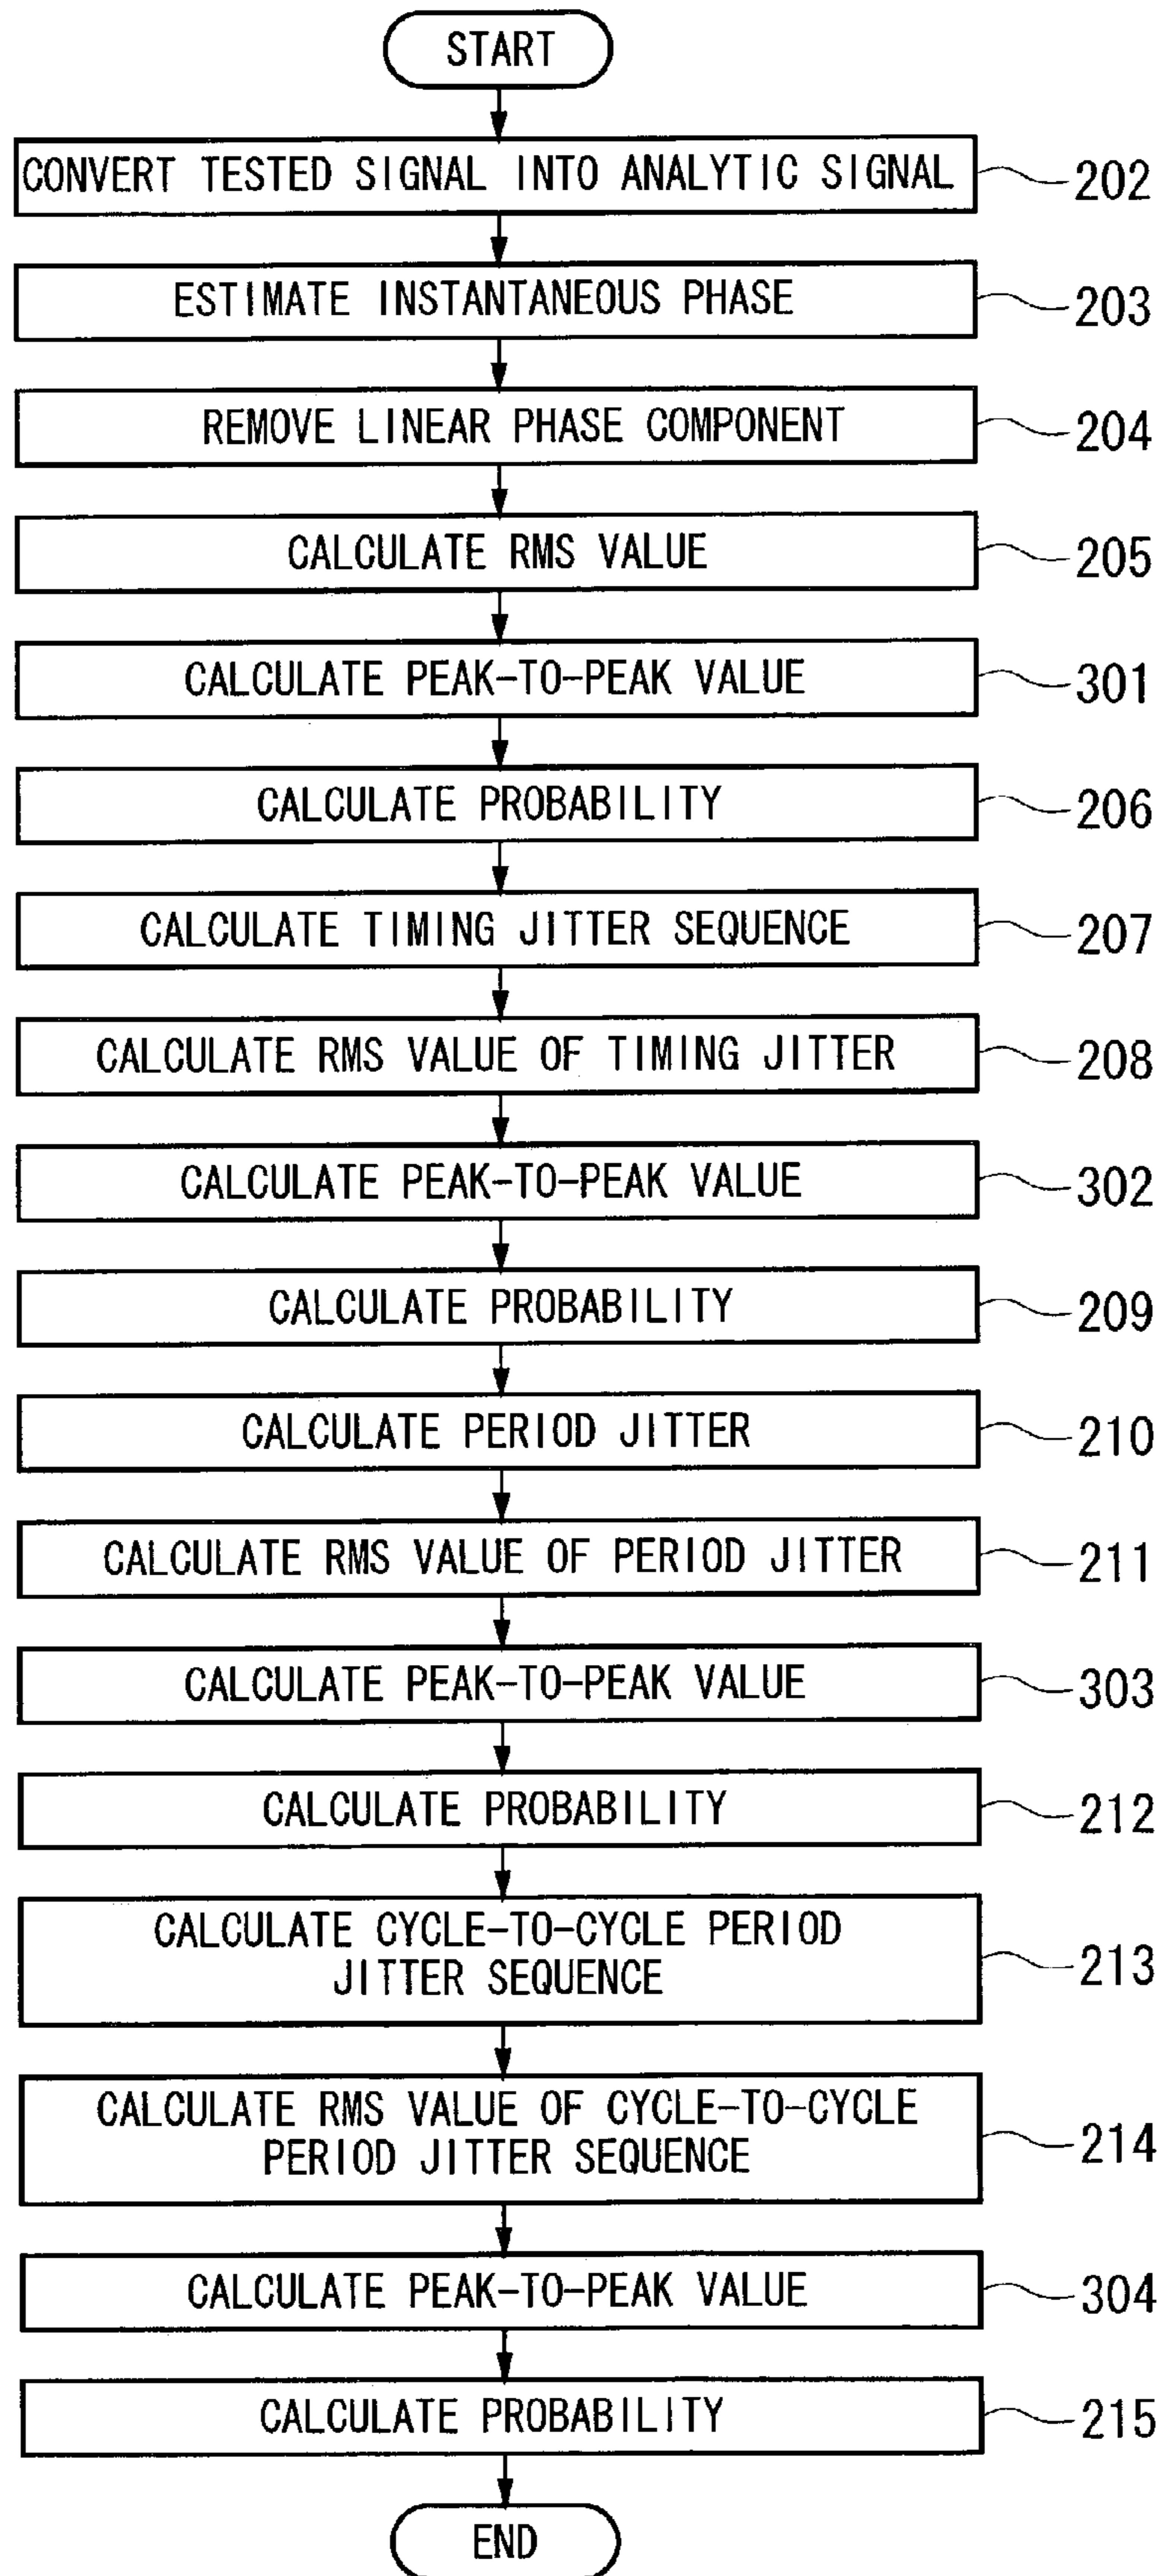 START
CONVERT TESTED SIGNAL INTO ANALYTIC SIGNAL
202
ESTIMATE INSTANTANEOUS PHASE
203
REMOVE LINEAR PHASE COMPONENT
204
CALCULATE RMS VALUE
205
CALCULATE PEAK-TO-PEAK VALUE
301
CALCULATE PROBABILITY
206
CALCULATE TIMING JITTER SEQUENCE
207
CALCULATE RMS VALUE OF TIMING JITTER
208
CALCULATE PEAK-TO-PEAK VALUE
302
CALCULATE PROBABILITY
209
CALCULATE PERIOD JITTER
210
CALCULATE RMS VALUE OF PERIOD JITTER
211
CALCULATE PEAK-TO-PEAK VALUE
303
CALCULATE PROBABILITY
212
CALCULATE CYCLE-TO-CYCLE PERIOD
JITTER SEQUENCE
213
CALCULATE RMS VALUE OF CYCLE-TO-CYCLE
PERIOD JITTER SEQUENCE
214
CALCULATE PEAK-TO-PEAK VALUE
304
CALCULATE PROBABILITY
215
END